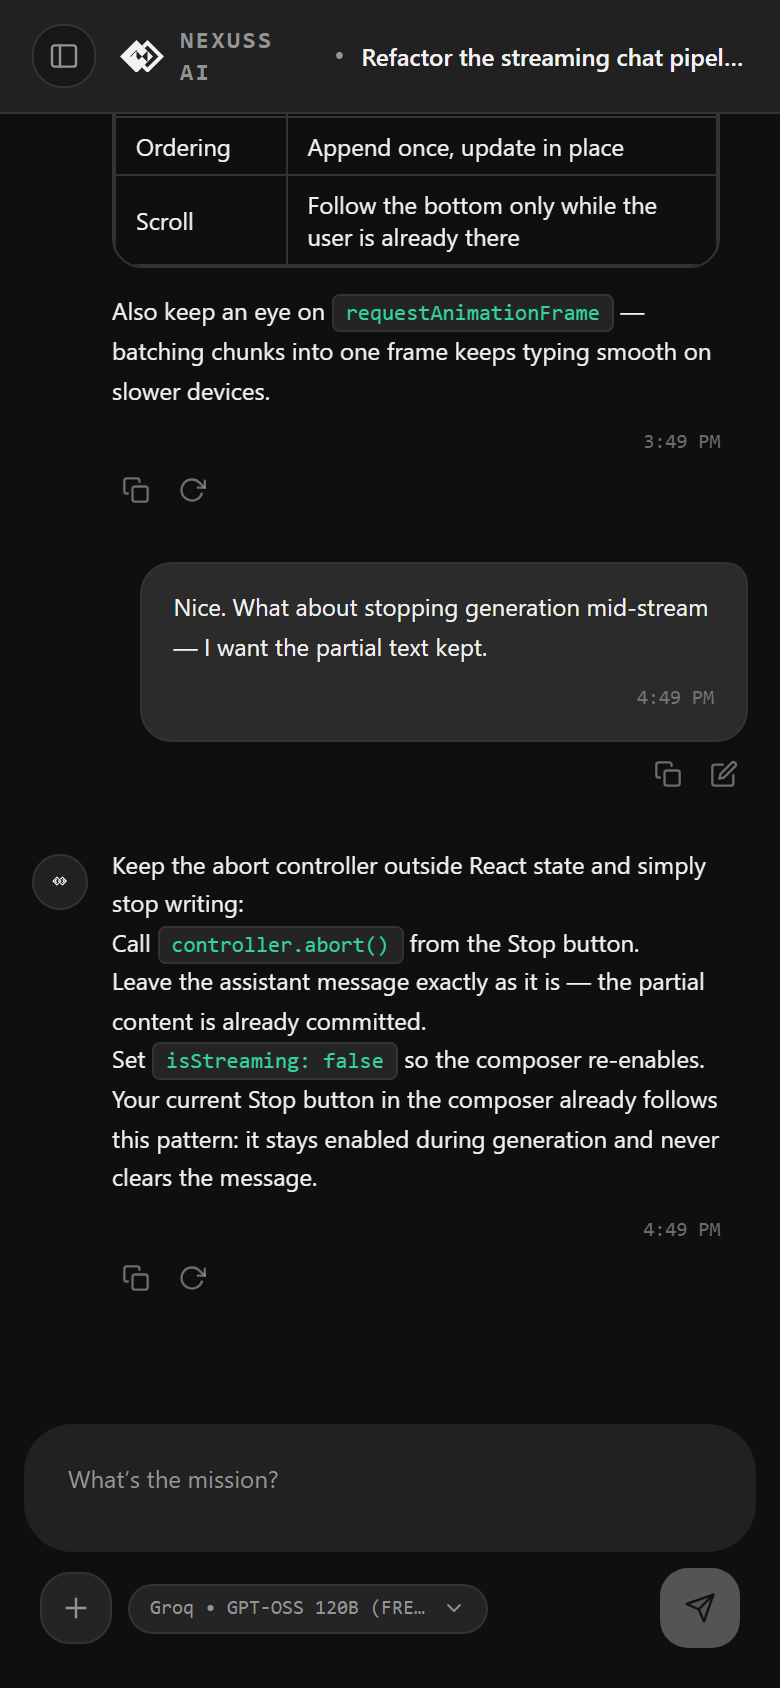 NEXUSS
AI
• Refactor the streaming chat pipel...
Ordering
Append once, update in place
Scroll
Follow the bottom only while the
user is already there
Also keep an eye on requestAnimationFrame —
batching chunks into one frame keeps typing smooth on
slower devices.
3:49 PM
Nice. What about stopping generation mid-stream
— I want the partial text kept.
4:49 PM
Keep the abort controller outside React state and simply
stop writing:
Call controller.abort() from the Stop button.
Leave the assistant message exactly as it is — the partial
content is already committed.
Set isStreaming: false so the composer re-enables.
Your current Stop button in the composer already follows
this pattern: it stays enabled during generation and never
clears the message.
4:49 PM
What's the mission?
Groq • GPT-OSS 120B (FRE…